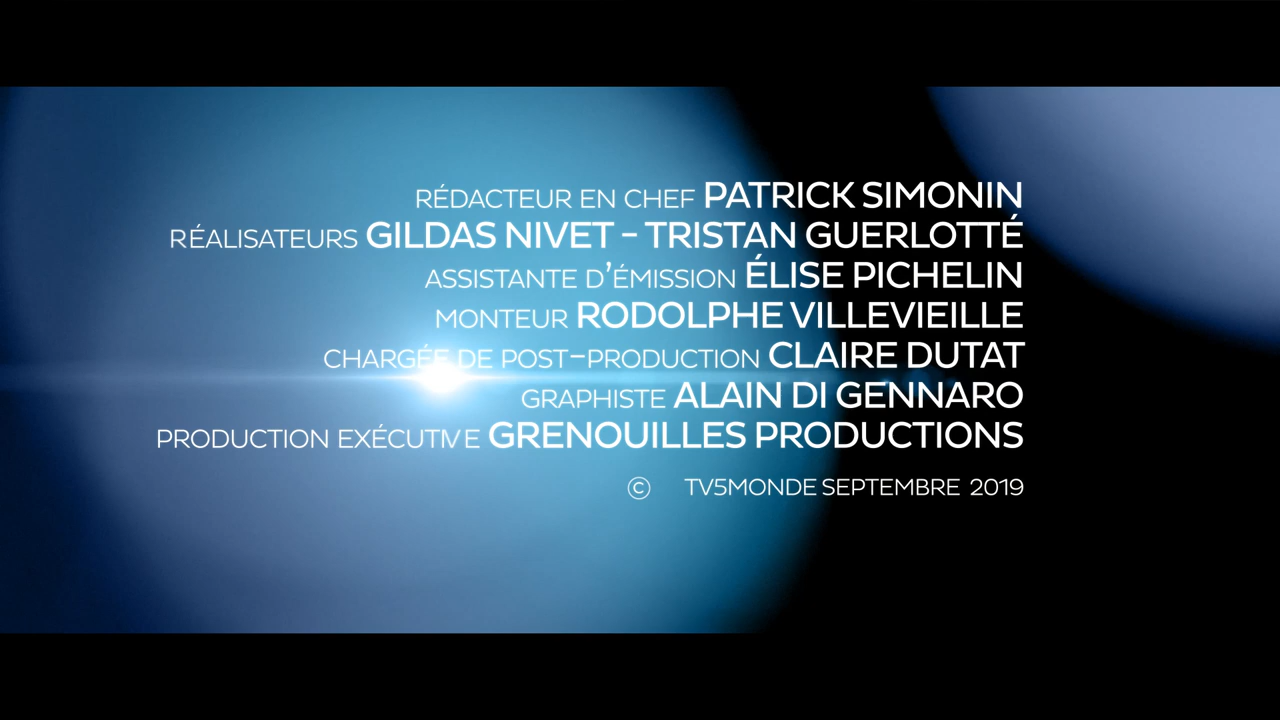 RÉDACTEUR EN CHEF PATRICK SIMONIN
RÉALISATEURS GILDAS NIVET - TRISTAN GUERLOTTÉ
ASSISTANTE D'ÉMISSION ÉLISE PICHELIN
MONTEUR RODOLPHE VILLEVIEILLE
CHARGÉE DE POST-PRODUCTION CLAIRE DUTAT
GRAPHISTE ALAIN DI GENNARO
PRODUCTION EXÉCUTIVE GRENOUILLES PRODUCTIONS
© TV5MONDE SEPTEMBRE 2019